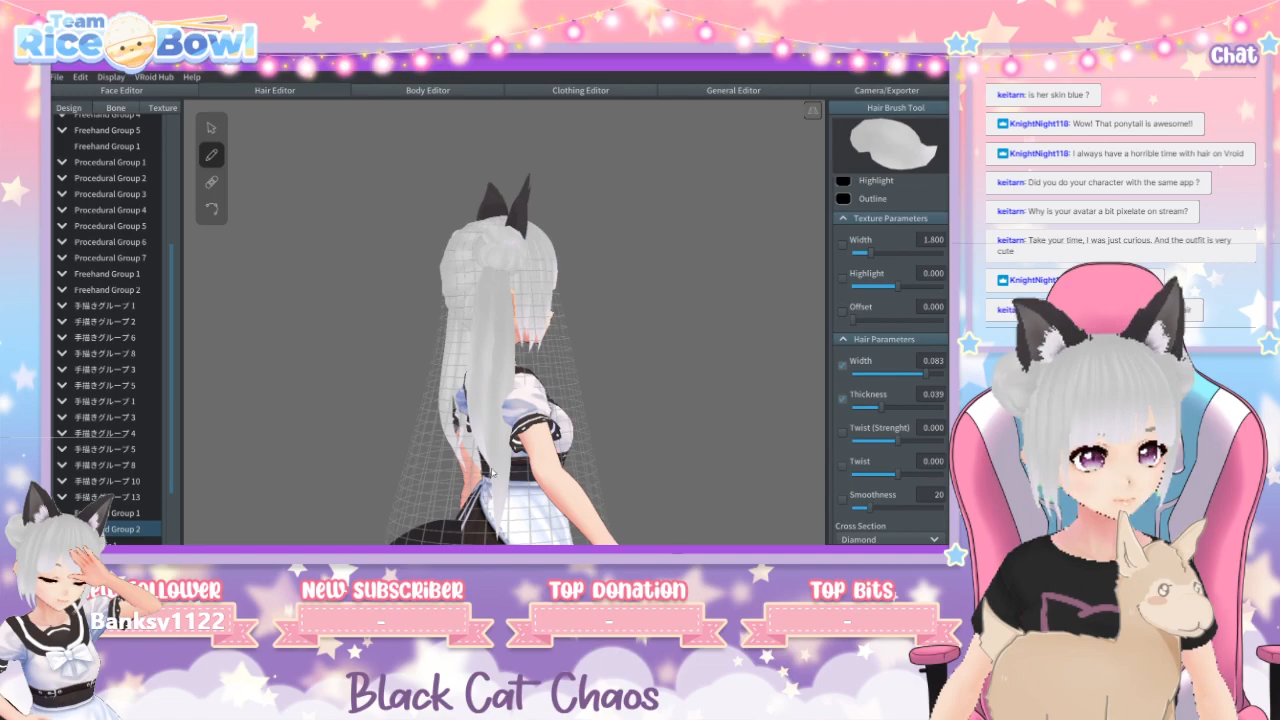 Team
Rice Bowl
File Edit Display VRoid Hub Help
Face Editor Hair Editor Body Editor Clothing Editor General Editor Camera/Exporter
Design Bone Texture
Freehand Group 4
Freehand Group 5
Freehand Group 1
Procedural Group 1
Procedural Group 2
Procedural Group 3
Procedural Group 4
Procedural Group 5
Procedural Group 6
Procedural Group 7
Freehand Group 1
Freehand Group 2
手描きグループ 1
手描きグループ 2
手描きグループ 6
手描きグループ 8
手描きグループ 3
手描きグループ 5
手描きグループ 1
手描きグループ 3
手描きグループ 4
手描きグループ 5
手描きグループ 8
手描きグループ 10
手描きグループ 13
Group 1
Group 2
Hair Brush Tool
Highlight
Outline
Texture Parameters
Width 1.800
Highlight 0.000
Offset 0.000
Hair Parameters
Width 0.083
Thickness 0.039
Twist (Strenght) 0.000
Twist 0.000
Smoothness 20
Cross Section
Diamond
Chat
keitarn: is her skin blue ?
KnightNight118: Wow! That ponytail is awesome!!
KnightNight118: I always have a horrible time with hair on Vroid
keitarn: Did you do your character with the same app ?
keitarn: Why is your avatar a bit pixelate on stream?
keitarn: Take your time, I was just curious. And the outfit is very
cute
KnightNight
keita
FOLLOWER
Banksv1122
NEW SUBSCRIBER
-
TOP DONATION
-
TOP BITS
-
Black Cat Chaos